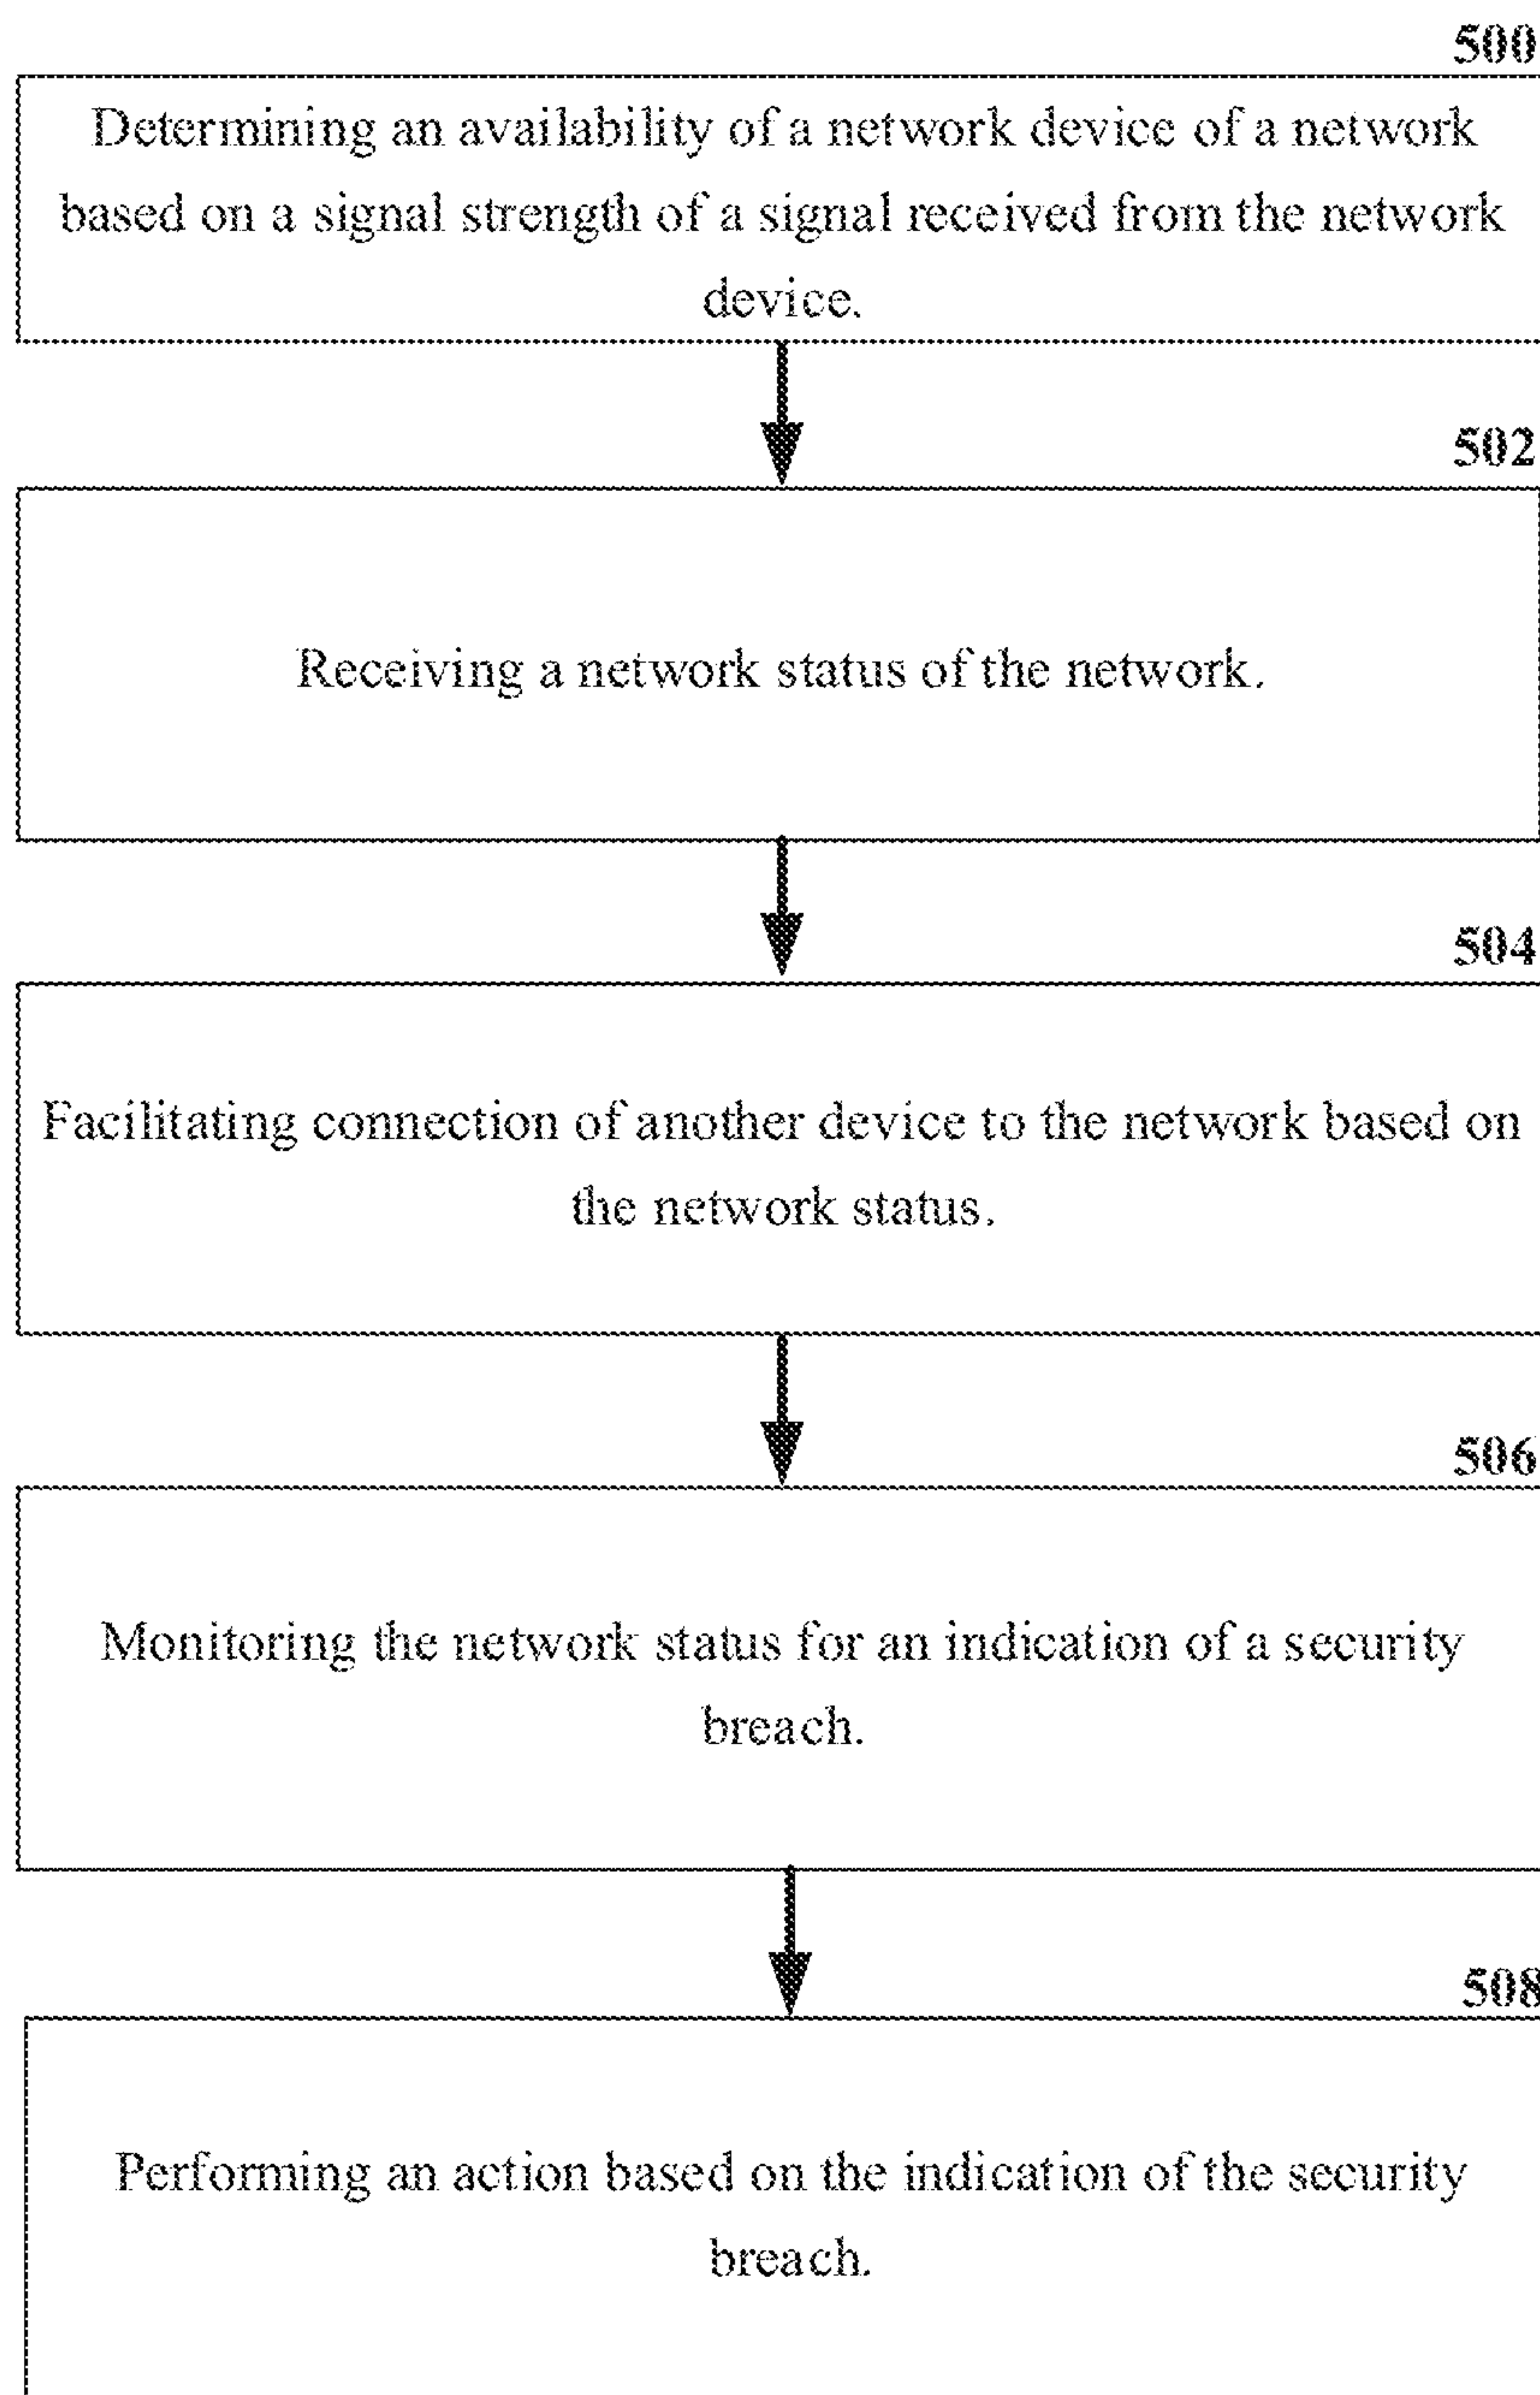 500
Determining an availability of a network device of a network
based on a signal strength of a signal received from the network
device.
502
Receiving a network status of the network.
504
Facilitating connection of another device to the network based on
the network status.
506
Monitoring the network status for an indication of a security
breach.
508
Performing an action based on the indication of the security
breach.